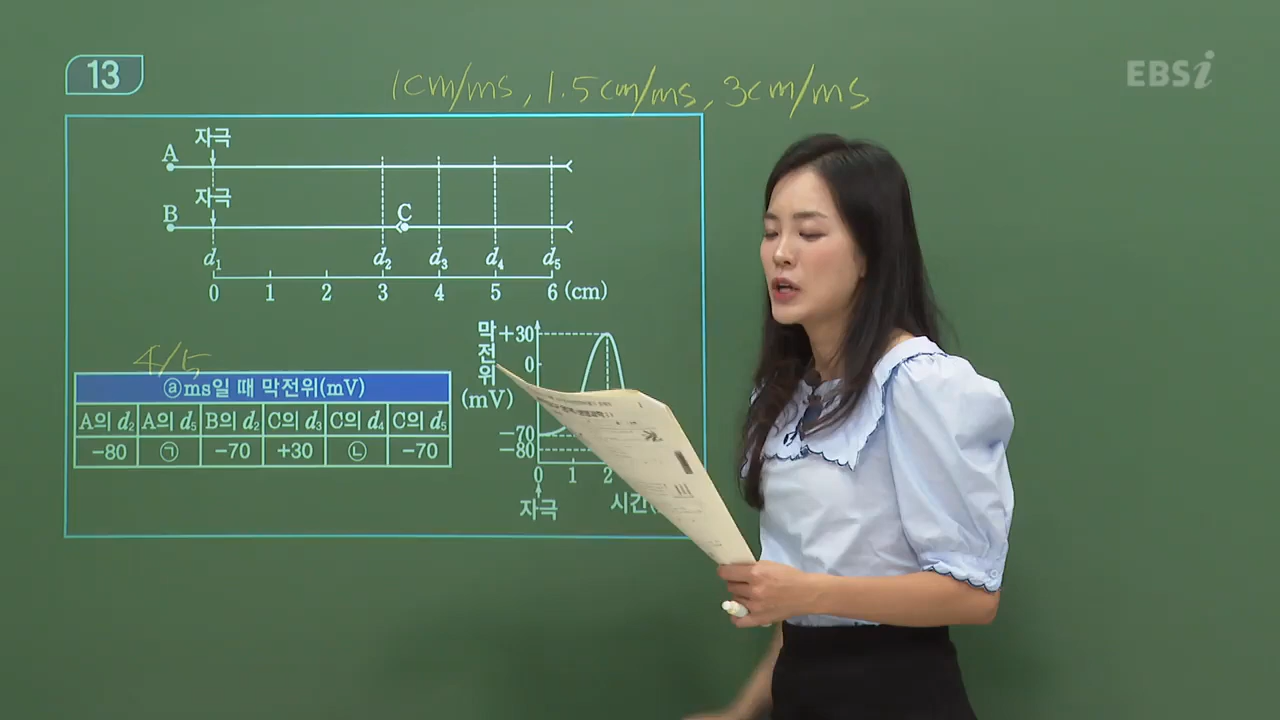 13
1cm/ms, 1.5cm/ms, 3cm/ms
EBSi
자극
A
자극
B
C
d1 d2 d3 d4 d5
0 1 2 3 4 5 6 (cm)
4/5
ⓐms일 때 막전위(mV)
A의 d2 A의 d5 B의 d2 C의 d3 C의 d4 C의 d5
-80 ㉠ -70 +30 ㉡ -70
막전위
(mV)
+30
0
-70
-80
0 1 2
자극
시간